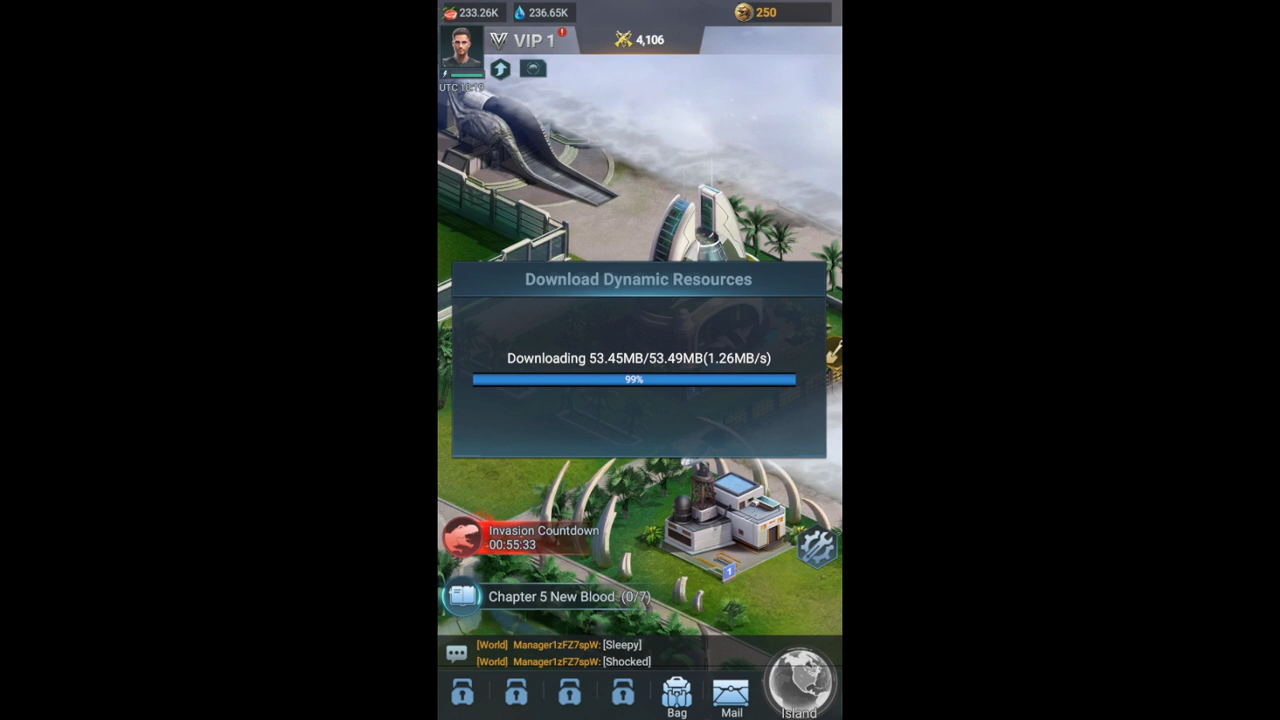 233.26K 236.65K 250
VIP 1 4,106
Download Dynamic Resources
Downloading 53.45MB/53.49MB(1.26MB/s)
99%
Invasion Countdown
00:55:33
1
Chapter 5 New Blood (0/7)
[World] Manager1zFZ7spW: [Sleepy]
[World] Manager1zFZ7spW: [Shocked]
Bag Mail Island